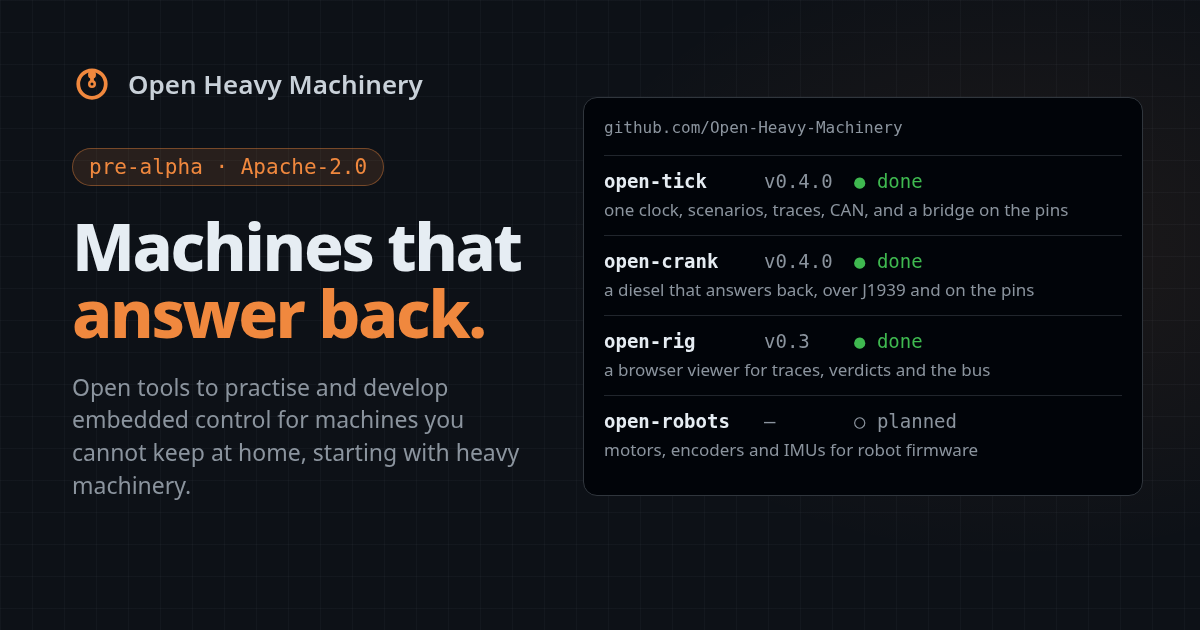 Open Heavy Machinery
pre-alpha · Apache-2.0
Machines that
answer back.
Open tools to practise and develop
embedded control for machines you
cannot keep at home, starting with heavy
machinery.
github.com/Open-Heavy-Machinery
open-tick v0.4.0 ● done
one clock, scenarios, traces, CAN, and a bridge on the pins
open-crank v0.4.0 ● done
a diesel that answers back, over J1939 and on the pins
open-rig v0.3 ● done
a browser viewer for traces, verdicts and the bus
open-robots — ○ planned
motors, encoders and IMUs for robot firmware